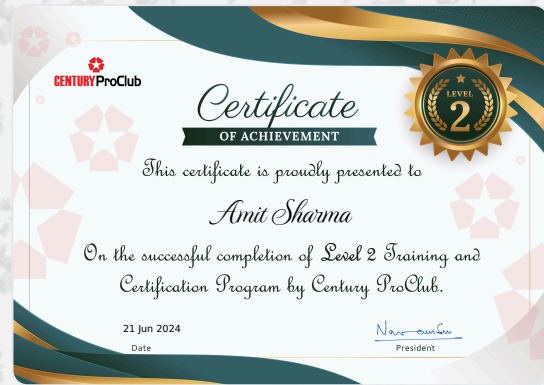 CENTURY ProClub
Certificate
OF ACHIEVEMENT
LEVEL
2
This certificate is proudly presented to
Amit Sharma
On the successful completion of Level 2 Training and
Certification Program by Century ProClub.
21 Jun 2024
Date
President